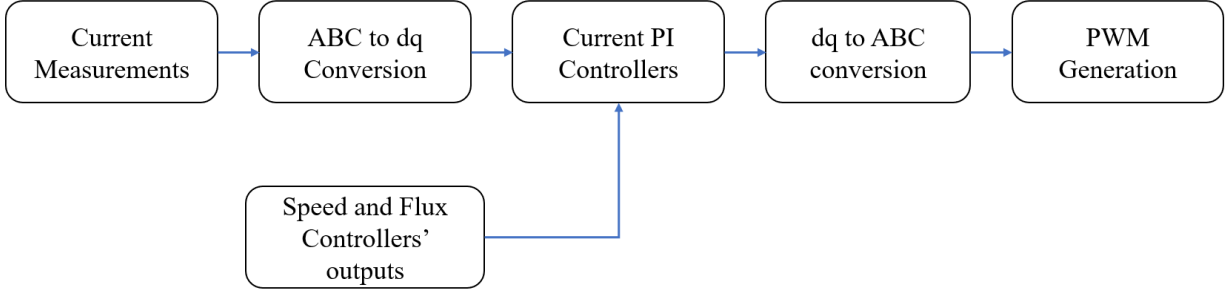 Current
Measurements
ABC to dq
Conversion
Current PI
Controllers
dq to ABC
conversion
PWM
Generation
Speed and Flux
Controllers’
outputs